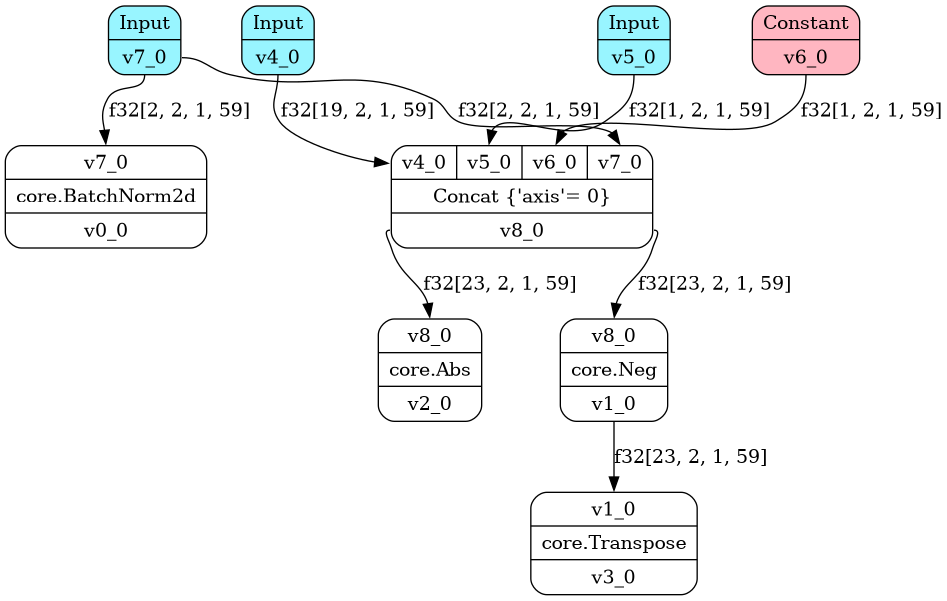 Input
v7_0
Input
v4_0
Input
v5_0
Constant
v6_0
f32[2, 2, 1, 59]
f32[19, 2, 1, 59]
f32[2, 2, 1, 59]
f32[1, 2, 1, 59]
f32[1, 2, 1, 59]
v7_0
core.BatchNorm2d
v0_0
v4_0 v5_0 v6_0 v7_0
Concat {'axis'= 0}
v8_0
f32[23, 2, 1, 59]
f32[23, 2, 1, 59]
v8_0
core.Abs
v2_0
v8_0
core.Neg
v1_0
f32[23, 2, 1, 59]
v1_0
core.Transpose
v3_0